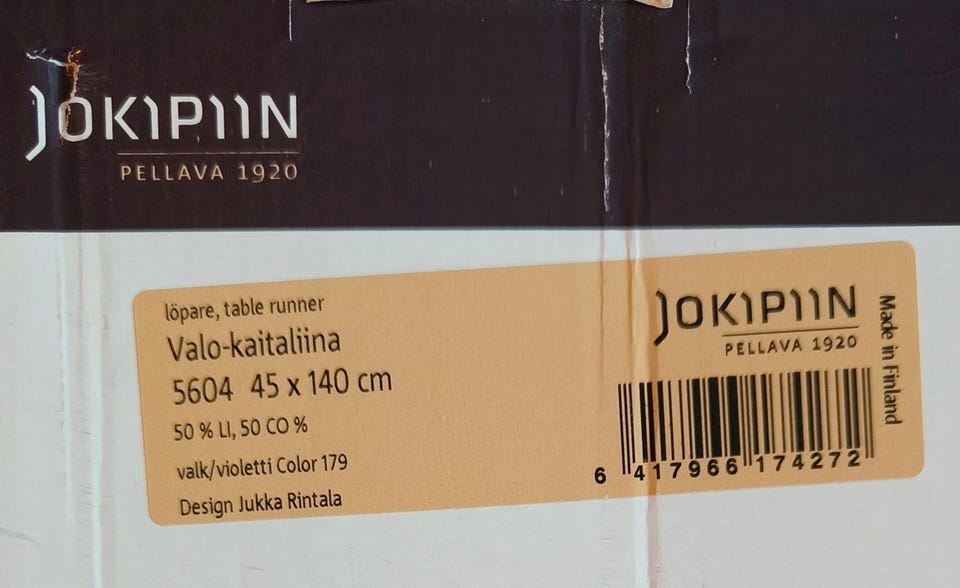 JOKIPIIN
PELLAVA 1920
löpare, table runner
Valo-kaitaliina
5604 45 x 140 cm
50 % LI, 50 CO %
valk/violetti Color 179
Design Jukka Rintala
JOKIPIIN
PELLAVA 1920
Made in Finland
6 417966 174272